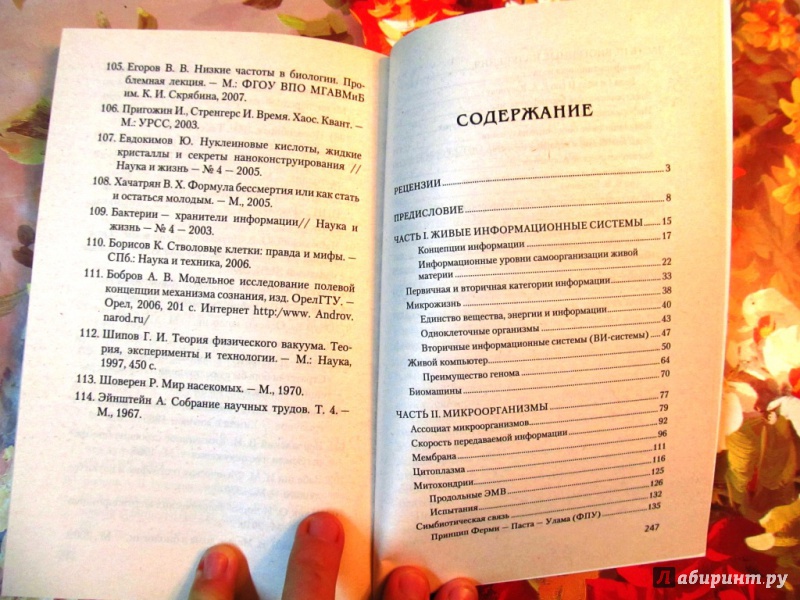 105. Егоров В. В. Низкие частоты в биологии. Про-
блемная лекция. — М.: ФГОУ ВПО МГАВМиБ
им. К. И. Скрябина, 2007.
106. Пригожин И., Стренгерс И. Время. Хаос. Квант. —
М.: УРСС, 2003.
107. Евдокимов Ю. Нуклеиновые кислоты, жидкие
кристаллы и секреты наноконструирования //
Наука и жизнь — № 4 — 2005.
108. Хачатрян В. Х. Формула бессмертия или как стать
и остаться молодым. — М., 2005.
109. Бактерии — хранители информации// Наука и
жизнь — № 4 — 2003.
110. Борисов К. Стволовые клетки: правда и мифы. —
СПб.: Наука и техника, 2006.
111. Бобров А. В. Модельное исследование полевой
концепции механизма сознания, изд. ОрелГТУ. —
Орел, 2006, 201 с. Интернет http:/www. Androv.
narod.ru/
112. Шипов Г. И. Теория физического вакуума. Тео-
рия, эксперименты и технологии. — М.: Наука,
1997, 450 с.
113. Шоверен Р. Мир насекомых. — М., 1970.
114. Эйнштейн А. Собрание научных трудов. Т. 4. —
М., 1967.
СОДЕРЖАНИЕ
РЕЦЕНЗИИ 3
ПРЕДИСЛОВИЕ 8
ЧАСТЬ I. ЖИВЫЕ ИНФОРМАЦИОННЫЕ СИСТЕМЫ 15
Концепции информации 17
Информационные уровни самоорганизации живой
материи 22
Первичная и вторичная категории информации 33
Микрожизнь 38
Единство вещества, энергии и информации 40
Одноклеточные организмы 43
Вторичные информационные системы (ВИ-системы) 47
Живой компьютер 50
Преимущество генома 64
Биомашины 70
ЧАСТЬ II. МИКРООРГАНИЗМЫ 77
Ассоциат микроорганизмов 79
Скорость передаваемой информации 92
Мембрана 96
Цитоплазма 111
Митохондрии 116
Продольные ЭМВ 125
Испытания 126
Симбиотическая связь 132
Принцип Ферми — Паста — Улама (ФПУ) 135
247
Лабиринт.ру